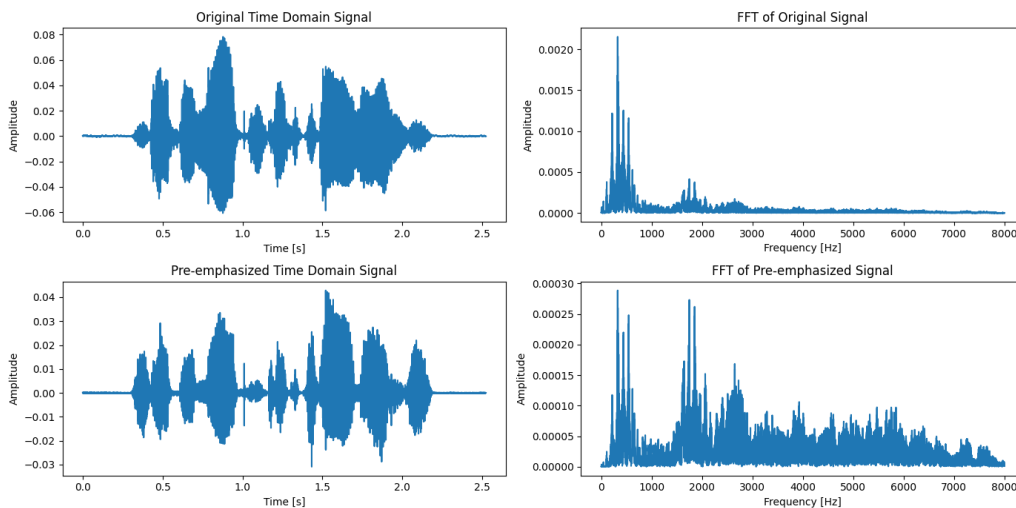 Original Time Domain Signal
Amplitude
0.08
0.06
0.04
0.02
0.00
−0.02
−0.04
−0.06
0.0 0.5 1.0 1.5 2.0 2.5
Time [s]
FFT of Original Signal
Amplitude
0.0020
0.0015
0.0010
0.0005
0.0000
0 1000 2000 3000 4000 5000 6000 7000 8000
Frequency [Hz]
Pre-emphasized Time Domain Signal
Amplitude
0.04
0.03
0.02
0.01
0.00
−0.01
−0.02
−0.03
0.0 0.5 1.0 1.5 2.0 2.5
Time [s]
FFT of Pre-emphasized Signal
Amplitude
0.00030
0.00025
0.00020
0.00015
0.00010
0.00005
0.00000
0 1000 2000 3000 4000 5000 6000 7000 8000
Frequency [Hz]